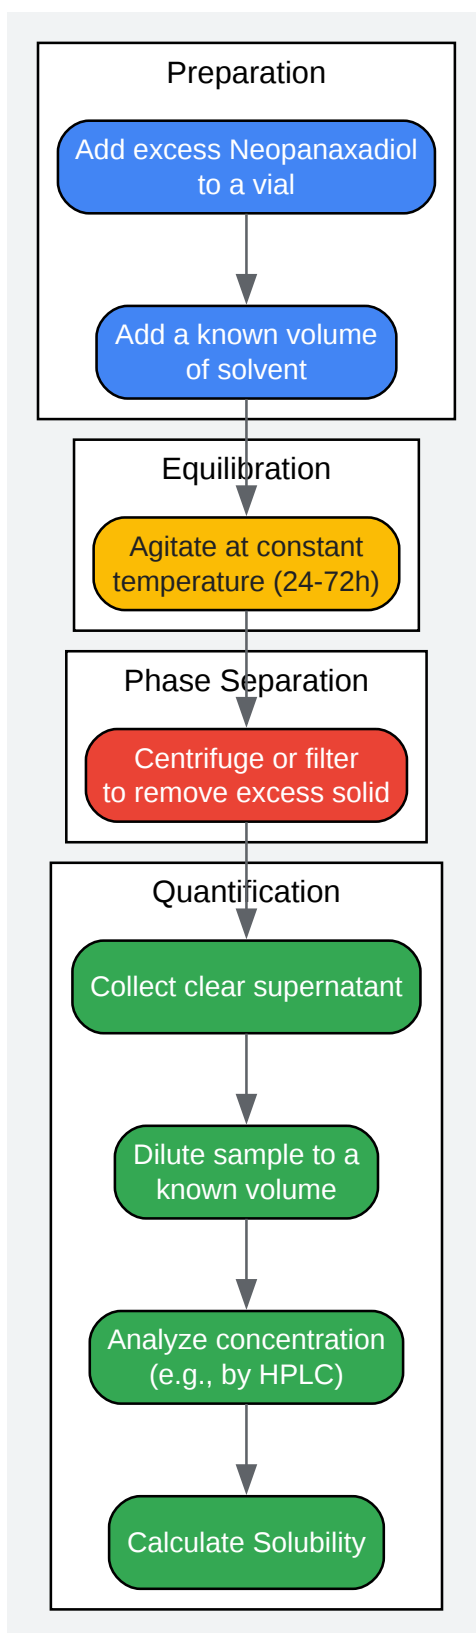 Preparation
Add excess Neopanaxadiol
to a vial
Add a known volume
of solvent
Equilibration
Agitate at constant
temperature (24-72h)
Phase Separation
Centrifuge or filter
to remove excess solid
Quantification
Collect clear supernatant
Dilute sample to a
known volume
Analyze concentration
(e.g., by HPLC)
Calculate Solubility